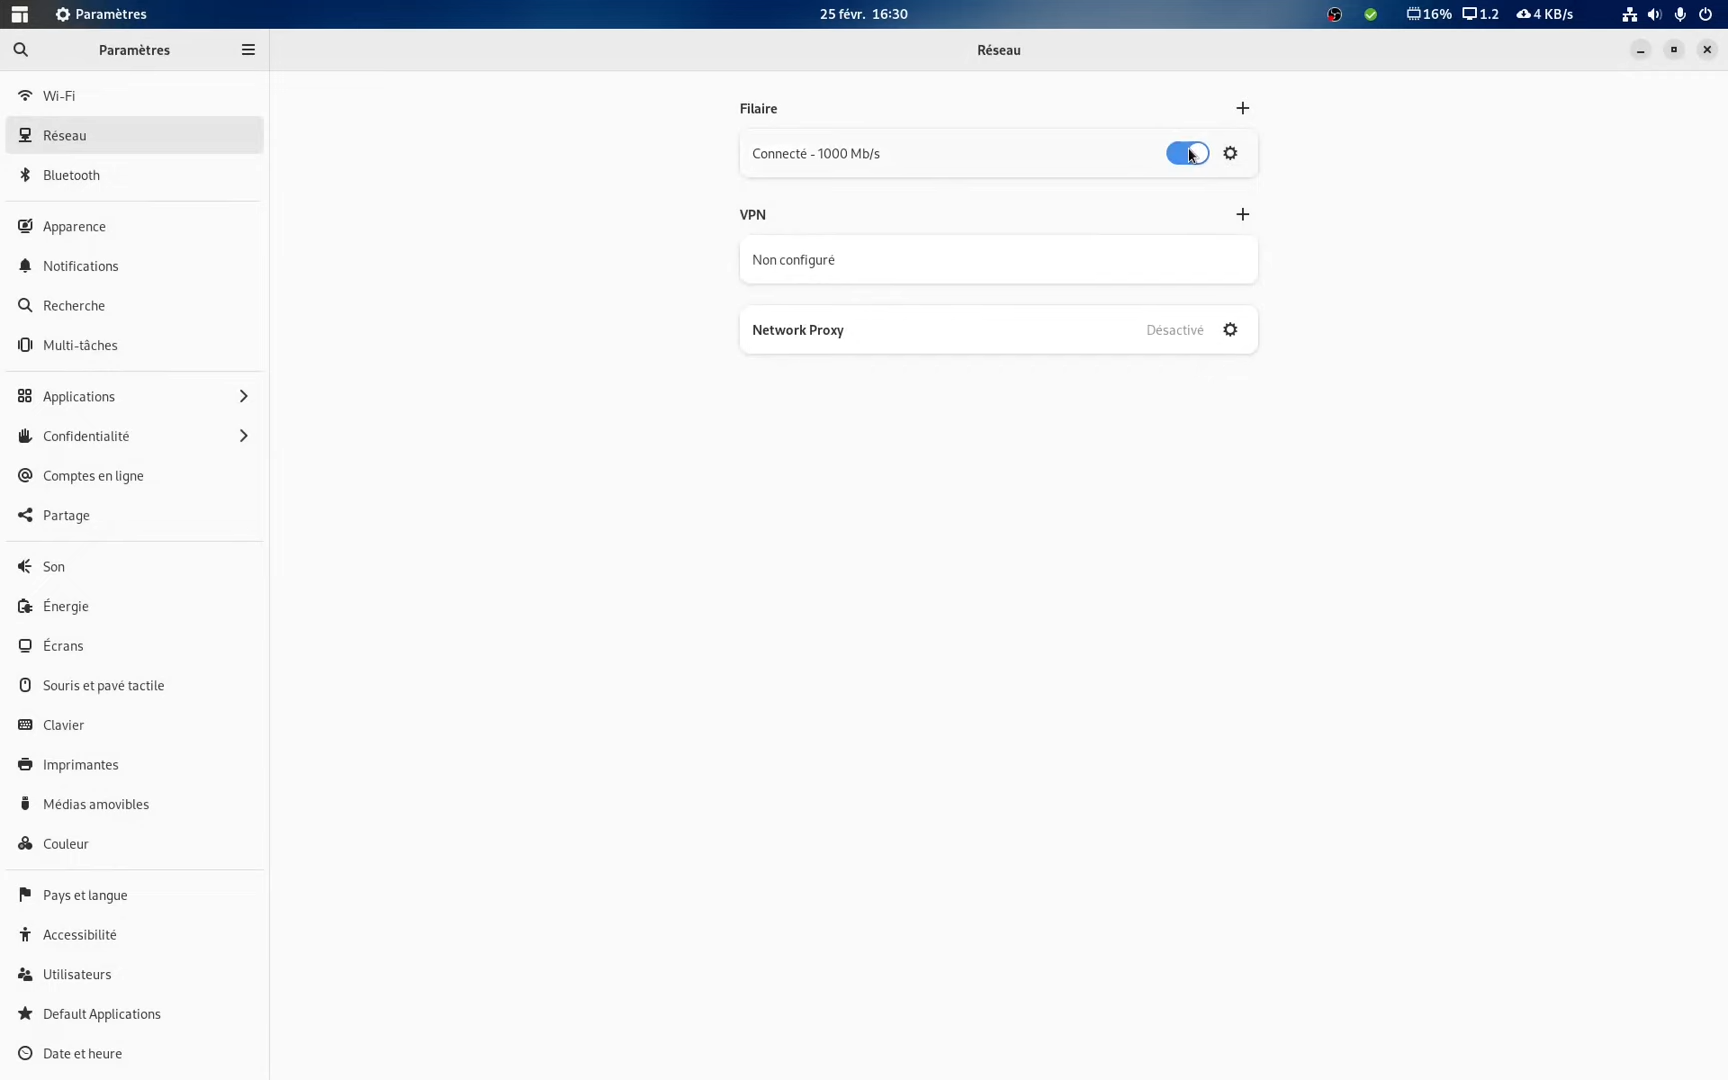 Paramètres
25 févr. 16:30
16%
1.2
4 KB/s
Paramètres
Réseau
Wi-Fi
Réseau
Bluetooth
Apparence
Notifications
Recherche
Multi-tâches
Applications
Confidentialité
Comptes en ligne
Partage
Son
Énergie
Écrans
Souris et pavé tactile
Clavier
Imprimantes
Médias amovibles
Couleur
Pays et langue
Accessibilité
Utilisateurs
Default Applications
Date et heure
Filaire
Connecté - 1000 Mb/s
VPN
Non configuré
Network Proxy
Désactivé